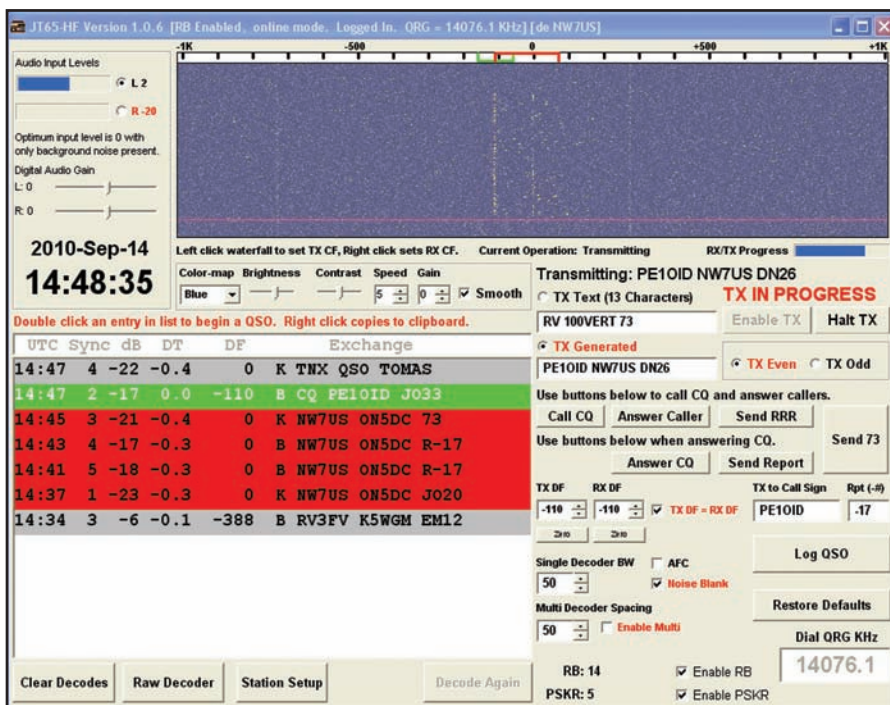 JT65-HF Version 1.0.6 [RB Enabled, online mode. Logged In. QRG = 14076.1 KHz] [de NW7US]
-1K -500 0 +500 +1K
Audio Input Levels
L 2
R -20
Optimum input level is 0 with
only background noise present.
Digital Audio Gain
L: 0
R: 0
2010-Sep-14
14:48:35
Left click waterfall to set TX CF, Right click sets RX CF. Current Operation: Transmitting RX/TX Progress
Color-map Brightness Contrast Speed Gain
Blue 5 0 Smooth
Double click an entry in list to begin a QSO. Right click copies to clipboard.
UTC Sync dB DT DF Exchange
14:47 4 -22 -0.4 0 K TNX QSO TOMAS
14:47 2 -17 0.0 -110 B CQ PE1OID JO33
14:45 3 -21 -0.4 0 K NW7US ON5DC 73
14:43 4 -17 -0.3 0 B NW7US ON5DC R-17
14:41 5 -18 -0.3 0 B NW7US ON5DC R-17
14:37 1 -23 -0.3 0 K NW7US ON5DC JO20
14:34 3 -6 -0.1 -388 B RV3FV K5WGM EM12
Clear Decodes Raw Decoder Station Setup Decode Again
Transmitting: PE1OID NW7US DN26
TX Text (13 Characters) TX IN PROGRESS
RV 100VERT 73 Enable TX Halt TX
TX Generated
PE1OID NW7US DN26 TX Even TX Odd
Use buttons below to call CQ and answer callers.
Call CQ Answer Caller Send RRR
Use buttons below when answering CQ. Send 73
Answer CQ Send Report
TX DF RX DF TX to Call Sign Rpt (-#)
-110 -110 TX DF = RX DF PE1OID -17
Zero Zero
Log QSO
Single Decoder BW AFC
50 Noise Blank
Multi Decoder Spacing Restore Defaults
50 Enable Multi
Dial QRG KHz
RB: 14 Enable RB 14076.1
PSKR: 5 Enable PSKR